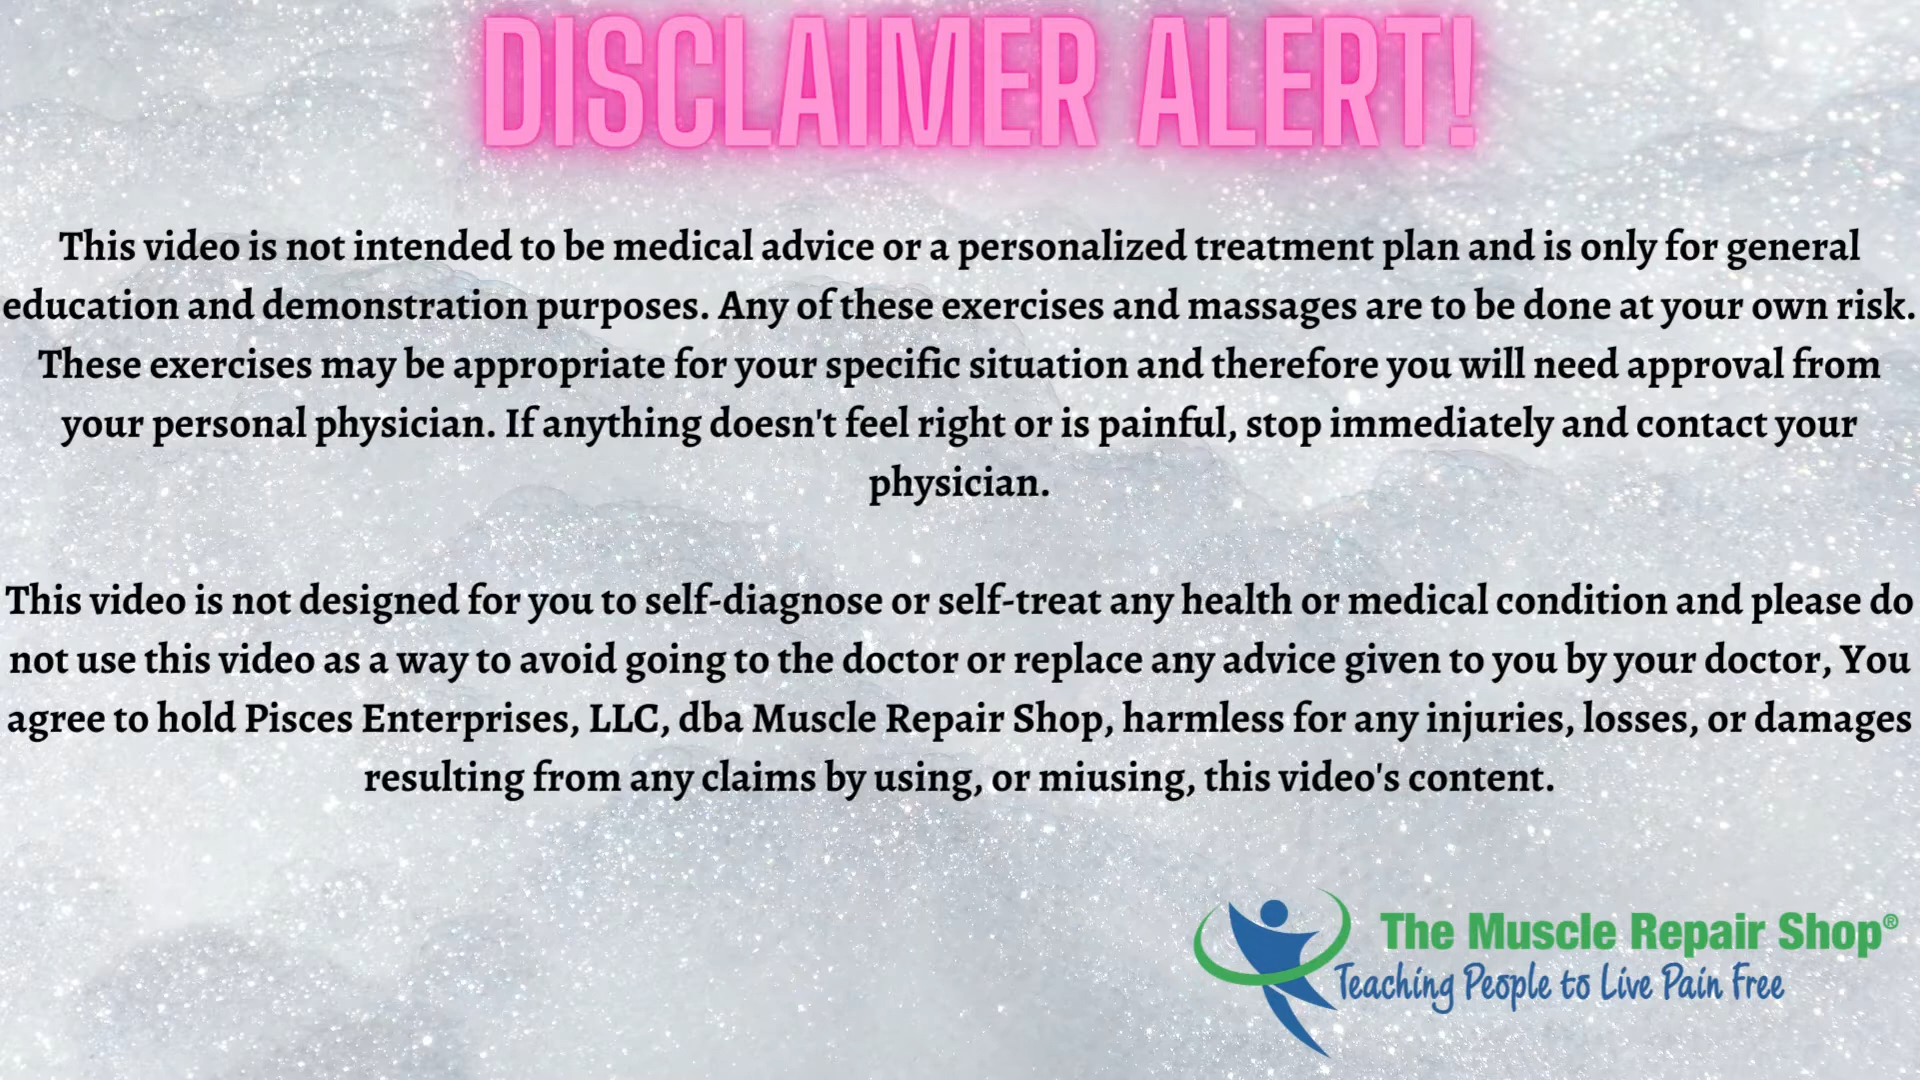 DISCLAIMER ALERT!
This video is not intended to be medical advice or a personalized treatment plan and is only for general
education and demonstration purposes. Any of these exercises and massages are to be done at your own risk.
These exercises may be appropriate for your specific situation and therefore you will need approval from
your personal physician. If anything doesn't feel right or is painful, stop immediately and contact your
physician.
This video is not designed for you to self-diagnose or self-treat any health or medical condition and please do
not use this video as a way to avoid going to the doctor or replace any advice given to you by your doctor, You
agree to hold Pisces Enterprises, LLC, dba Muscle Repair Shop, harmless for any injuries, losses, or damages
resulting from any claims by using, or miusing, this video's content.
The Muscle Repair Shop®
Teaching People to Live Pain Free